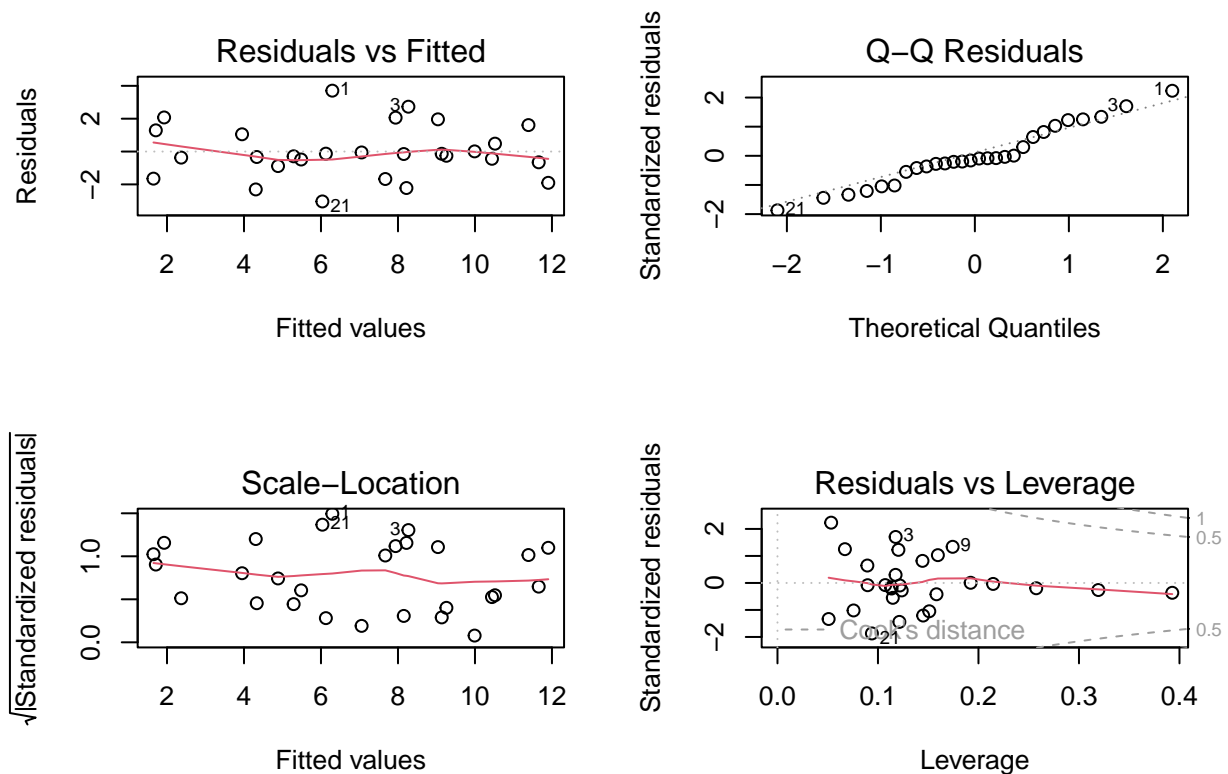 Residuals vs Fitted
Residuals
2
−2
1
3
21
2 4 6 8 10 12
Fitted values
Q−Q Residuals
Standardized residuals
2
0
−2
1
3
21
−2 −1 0 1 2
Theoretical Quantiles
Scale−Location
√|Standardized residuals|
1.0
0.0
1
21
3
2 4 6 8 10 12
Fitted values
Residuals vs Leverage
Standardized residuals
2
0
−2
3
9
1
0.5
0.5
Cook's distance
21
0.0 0.1 0.2 0.3 0.4
Leverage